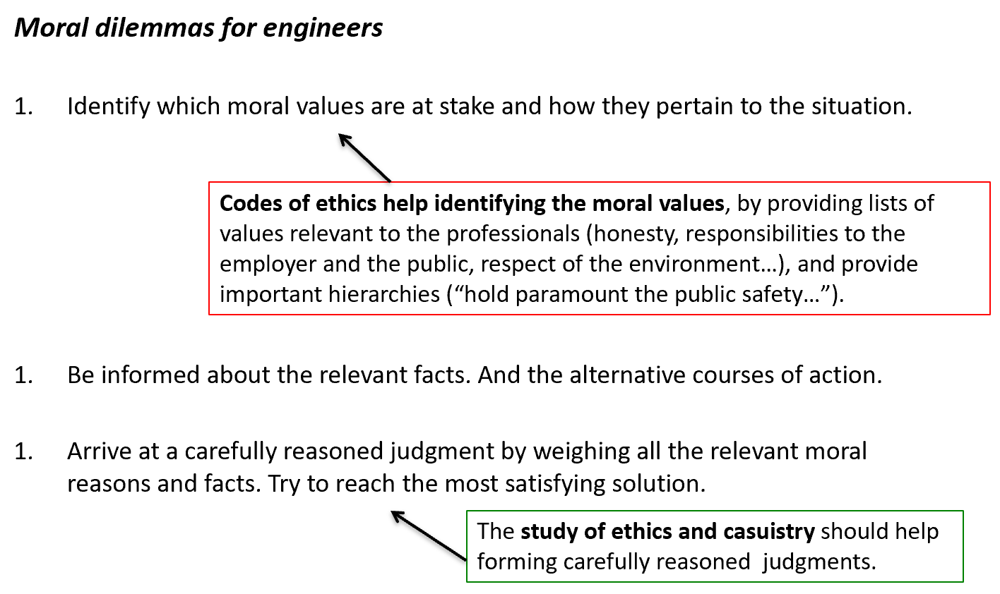 Moral dilemmas for engineers
1. Identify which moral values are at stake and how they pertain to the situation.
Codes of ethics help identifying the moral values, by providing lists of
values relevant to the professionals (honesty, responsibilities to the
employer and the public, respect of the environment…), and provide
important hierarchies (“hold paramount the public safety…”).
1. Be informed about the relevant facts. And the alternative courses of action.
1. Arrive at a carefully reasoned judgment by weighing all the relevant moral
reasons and facts. Try to reach the most satisfying solution.
The study of ethics and casuistry should help
forming carefully reasoned  judgments.